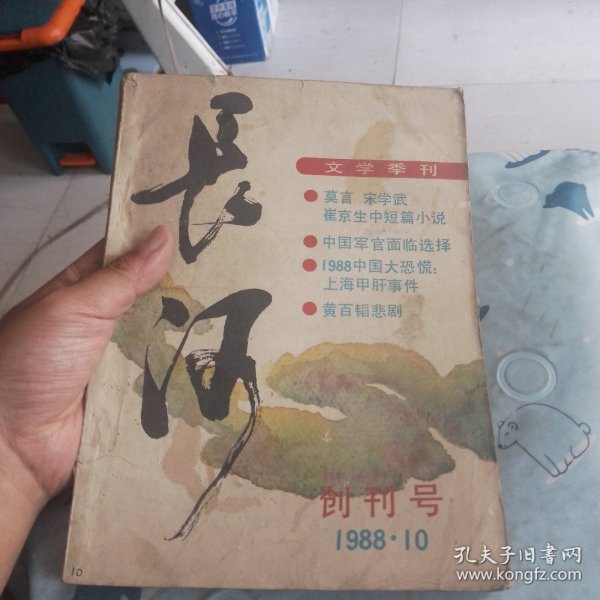 長河
文学季刊
莫言 宋学武
崔京生中短篇小说
中国军官面临选择
1988中国大恐慌:
上海甲肝事件
黄百韬悲剧
创刊号
1988·10
10
孔夫子旧书网
www.kongfz.com